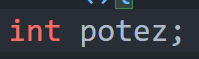 (){
int potez;